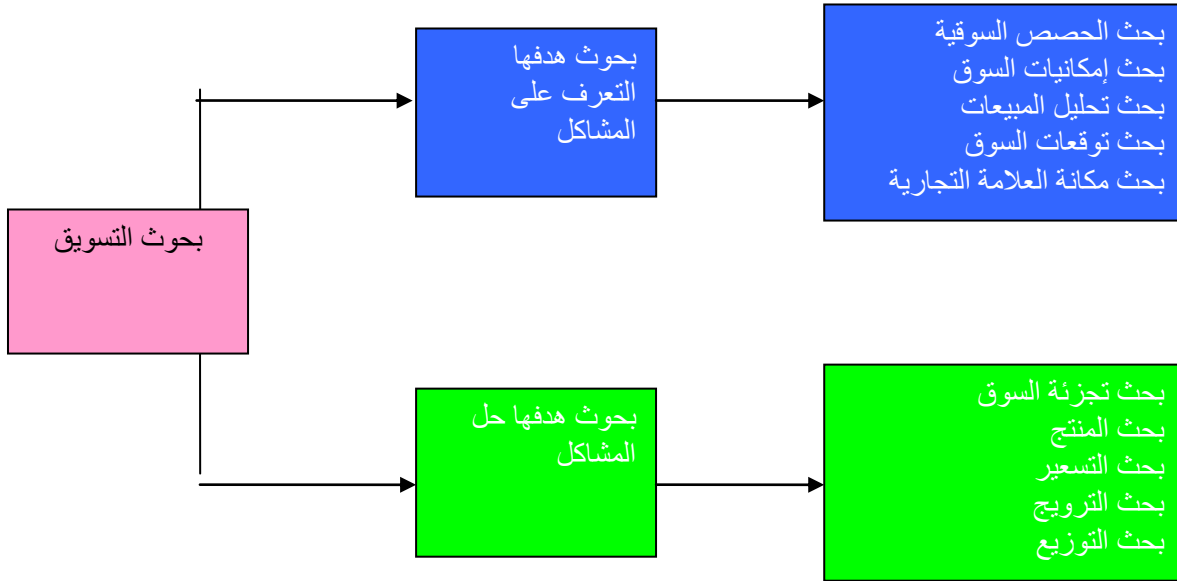 بحوث التسويق
بحوث هدفها
التعرف على
المشاكل
بحث الحصص السوقية
بحث إمكانيات السوق
بحث تحليل المبيعات
بحث توقعات السوق
بحث مكانة العلامة التجارية
بحوث هدفها حل
المشاكل
بحث تجزئة السوق
بحث المنتج
بحث التسعير
بحث الترويج
بحث التوزيع